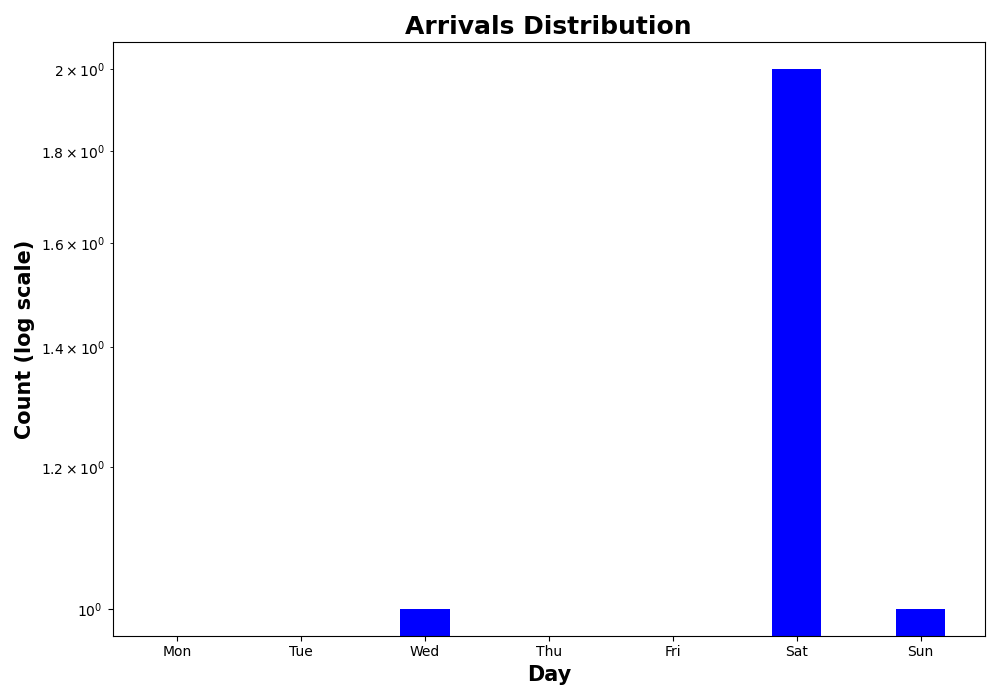 Arrivals Distribution
Count (log scale)
2 × 10⁰
1.8 × 10⁰
1.6 × 10⁰
1.4 × 10⁰
1.2 × 10⁰
10⁰
Mon Tue Wed Thu Fri Sat Sun
Day